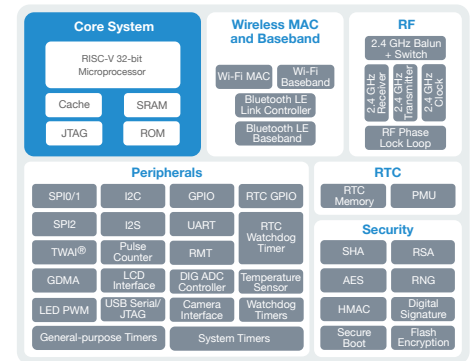 Core System
RISC-V 32-bit
Microprocessor
Cache
SRAM
JTAG
ROM
Wireless MAC
and Baseband
Wi-Fi MAC
Wi-Fi
Baseband
Bluetooth LE
Link Controller
Bluetooth LE
Baseband
RF
2.4 GHz Balun
+ Switch
2.4 GHz
Receiver
2.4 GHz
Transmitter
2.4 GHz
Clock
RF Phase
Lock Loop
Peripherals
SPI0/1
I2C
GPIO
RTC GPIO
SPI2
I2S
UART
RTC
Watchdog
Timer
TWAI®
Pulse
Counter
RMT
GDMA
LCD
Interface
DIG ADC
Controller
Temperature
Sensor
LED PWM
USB Serial/
JTAG
Camera
Interface
Watchdog
Timers
General-purpose Timers
System Timers
RTC
RTC
Memory
PMU
Security
SHA
RSA
AES
RNG
HMAC
Digital
Signature
Secure
Boot
Flash
Encryption